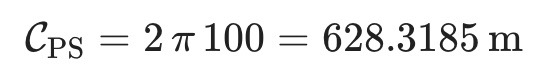 𝒞PS = 2 π 100 = 628.3185 m